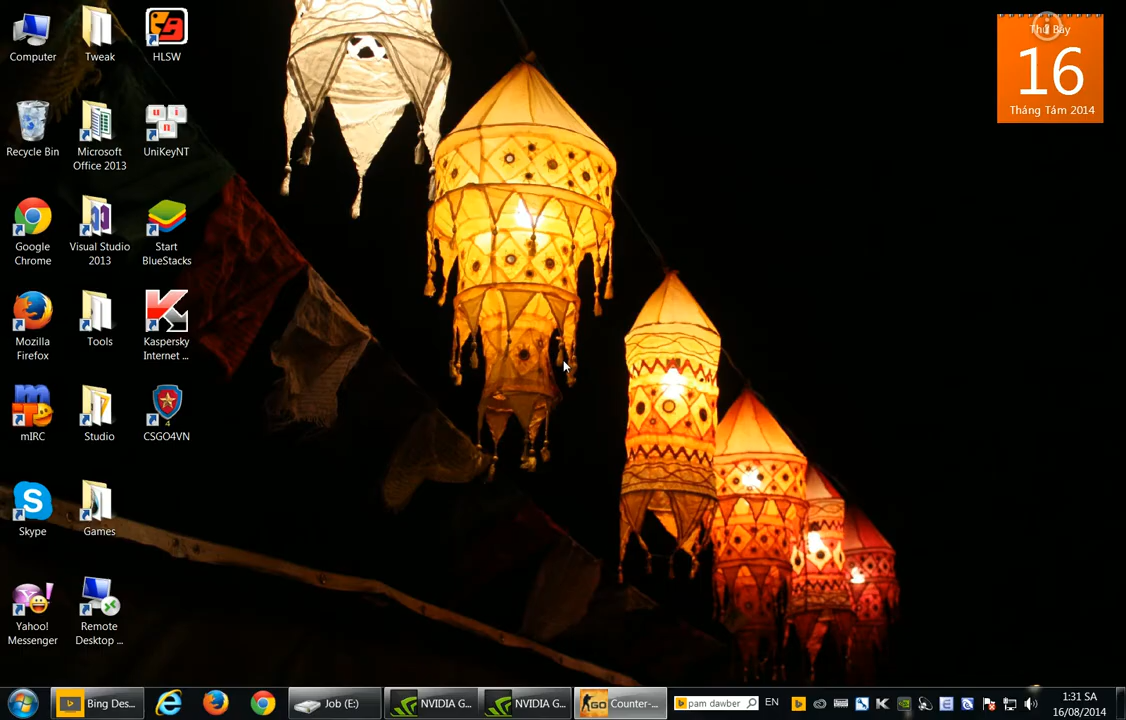 Computer
Tweak
HLSW
Recycle Bin
Microsoft
Office 2013
UniKeyNT
Google
Chrome
Visual Studio
2013
Start
BlueStacks
Mozilla
Firefox
Tools
Kaspersky
Internet ...
mIRC
Studio
4
CSGO4VN
Skype
Games
Yahoo!
Messenger
Remote
Desktop ...
Thứ Bảy
16
Tháng Tám 2014
Bing Des...
Job (E:)
NVIDIA G...
NVIDIA G...
GO
Counter-...
pam dawber
EN
1:31 SA
16/08/2014